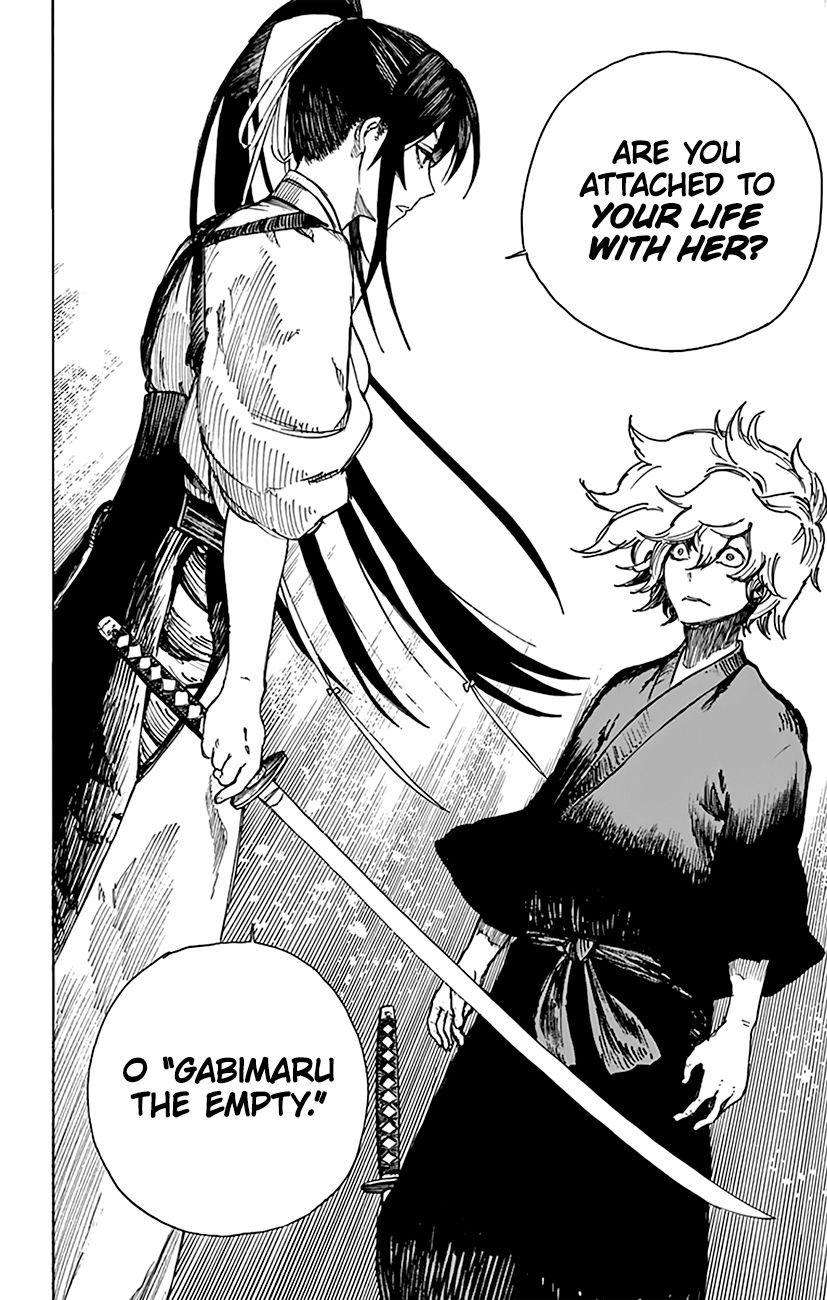 ARE YOU
ATTACHED TO
YOUR LIFE
WITH HER?
O "GABIMARU
THE EMPTY."